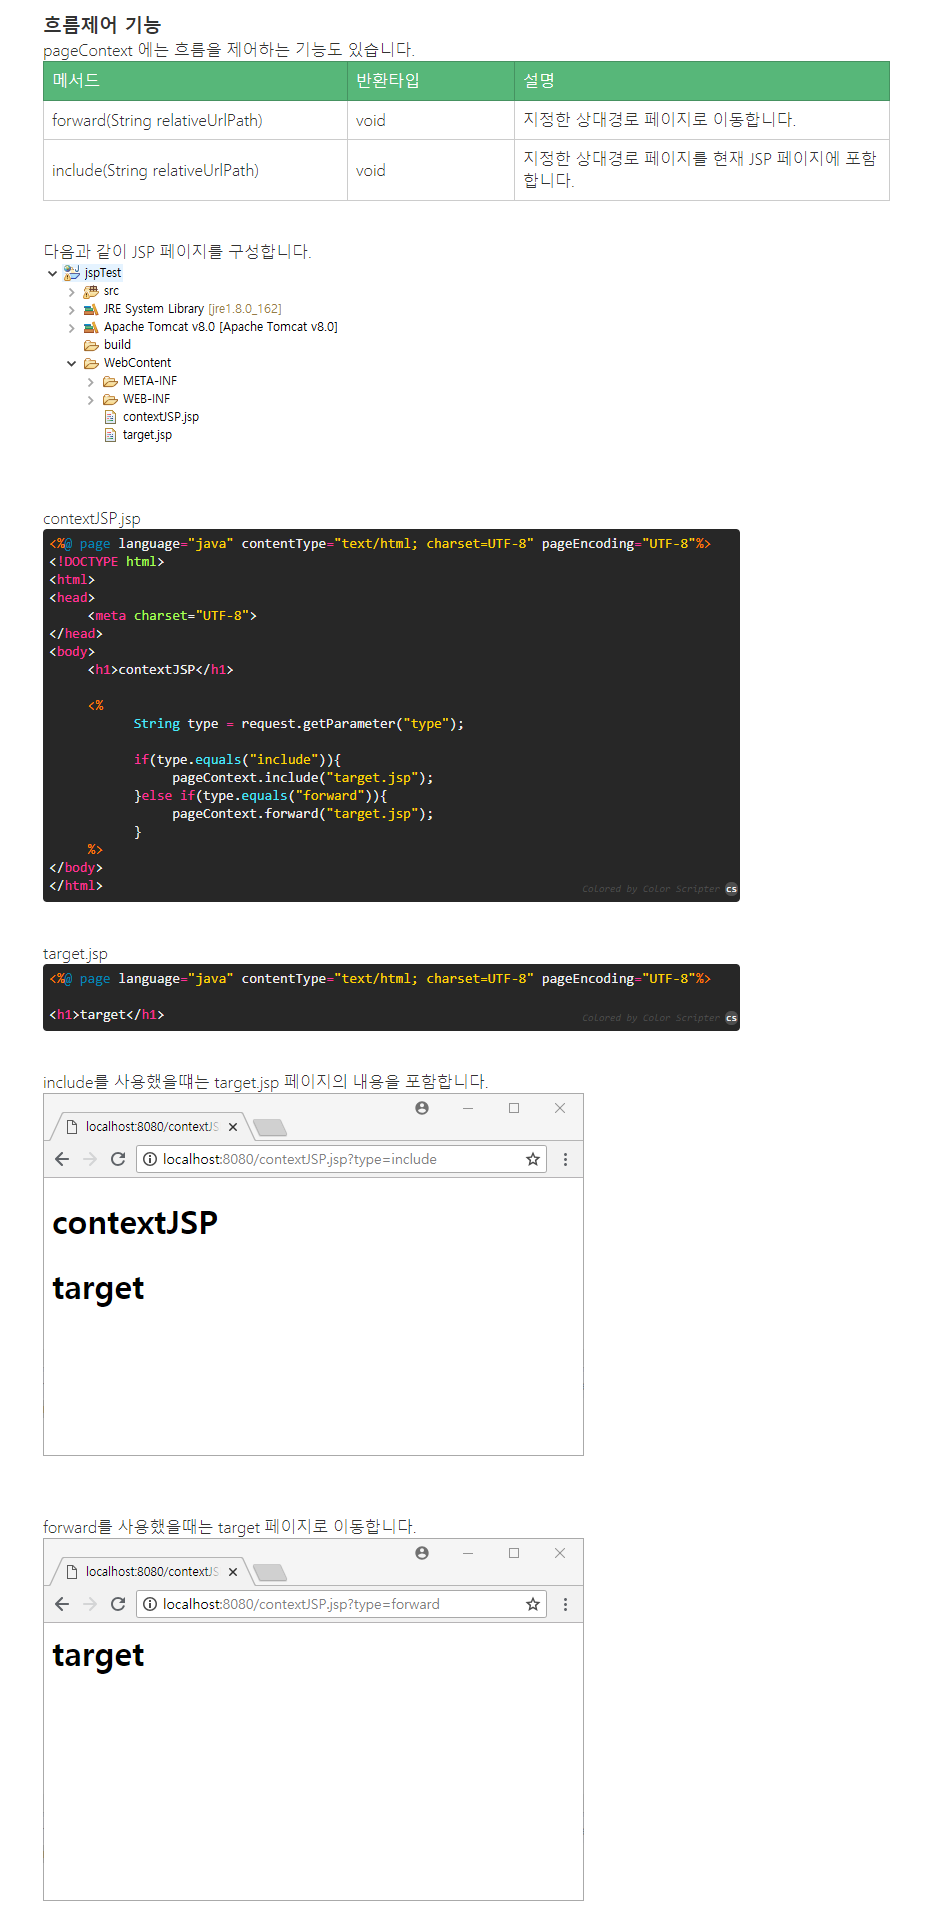 흐름제어 기능
pageContext 에는 흐름을 제어하는 기능도 있습니다.
메서드 반환타입 설명
forward(String relativeUrlPath) void 지정한 상대경로 페이지로 이동합니다.
include(String relativeUrlPath) void 지정한 상대경로 페이지를 현재 JSP 페이지에 포함
합니다.
다음과 같이 JSP 페이지를 구성합니다.
jspTest
src
JRE System Library [jre1.8.0_162]
Apache Tomcat v8.0 [Apache Tomcat v8.0]
build
WebContent
META-INF
WEB-INF
contextJSP.jsp
target.jsp
contextJSP.jsp
<%@ page language="java" contentType="text/html; charset=UTF-8" pageEncoding="UTF-8"%>
<!DOCTYPE html>
<html>
<head>
<meta charset="UTF-8">
</head>
<body>
<h1>contextJSP</h1>
<%
String type = request.getParameter("type");
if(type.equals("include")){
pageContext.include("target.jsp");
}else if(type.equals("forward")){
pageContext.forward("target.jsp");
}
%>
</body>
</html>
Colored by Color Scripter cs
target.jsp
<%@ page language="java" contentType="text/html; charset=UTF-8" pageEncoding="UTF-8"%>
<h1>target</h1>
Colored by Color Scripter cs
include를 사용했을떄는 target.jsp 페이지의 내용을 포함합니다.
localhost:8080/contextJS
localhost:8080/contextJSP.jsp?type=include
contextJSP
target
forward를 사용했을때는 target 페이지로 이동합니다.
localhost:8080/contextJS
localhost:8080/contextJSP.jsp?type=forward
target